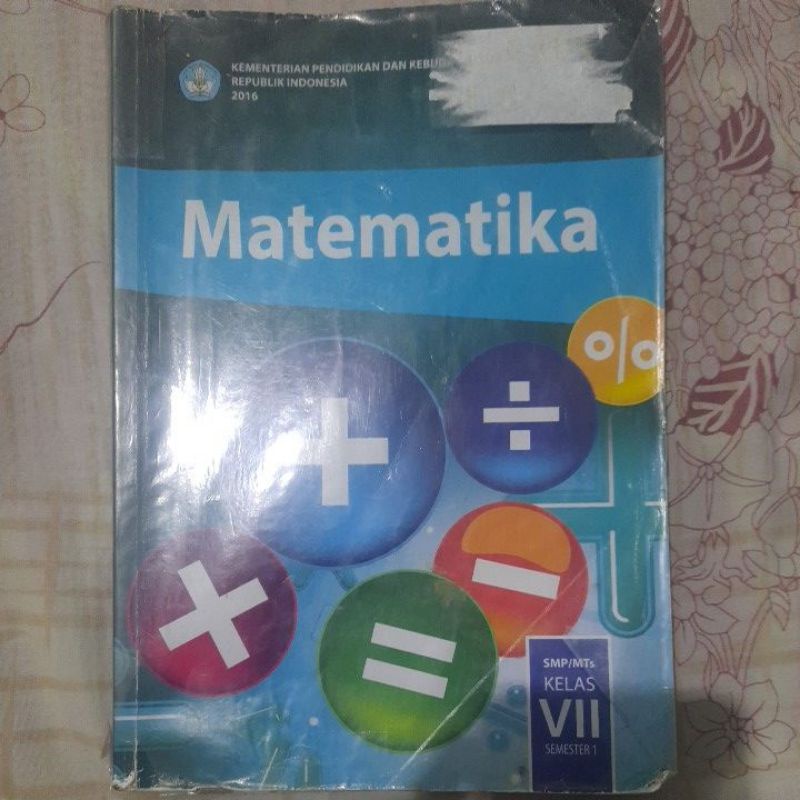 KEMENTERIAN PENDIDIKAN DAN
REPUBLIK INDONESIA
2016
Matematika
%
÷
+
×
−
=
SMP/MTs
KELAS
VII
SEMESTER 1